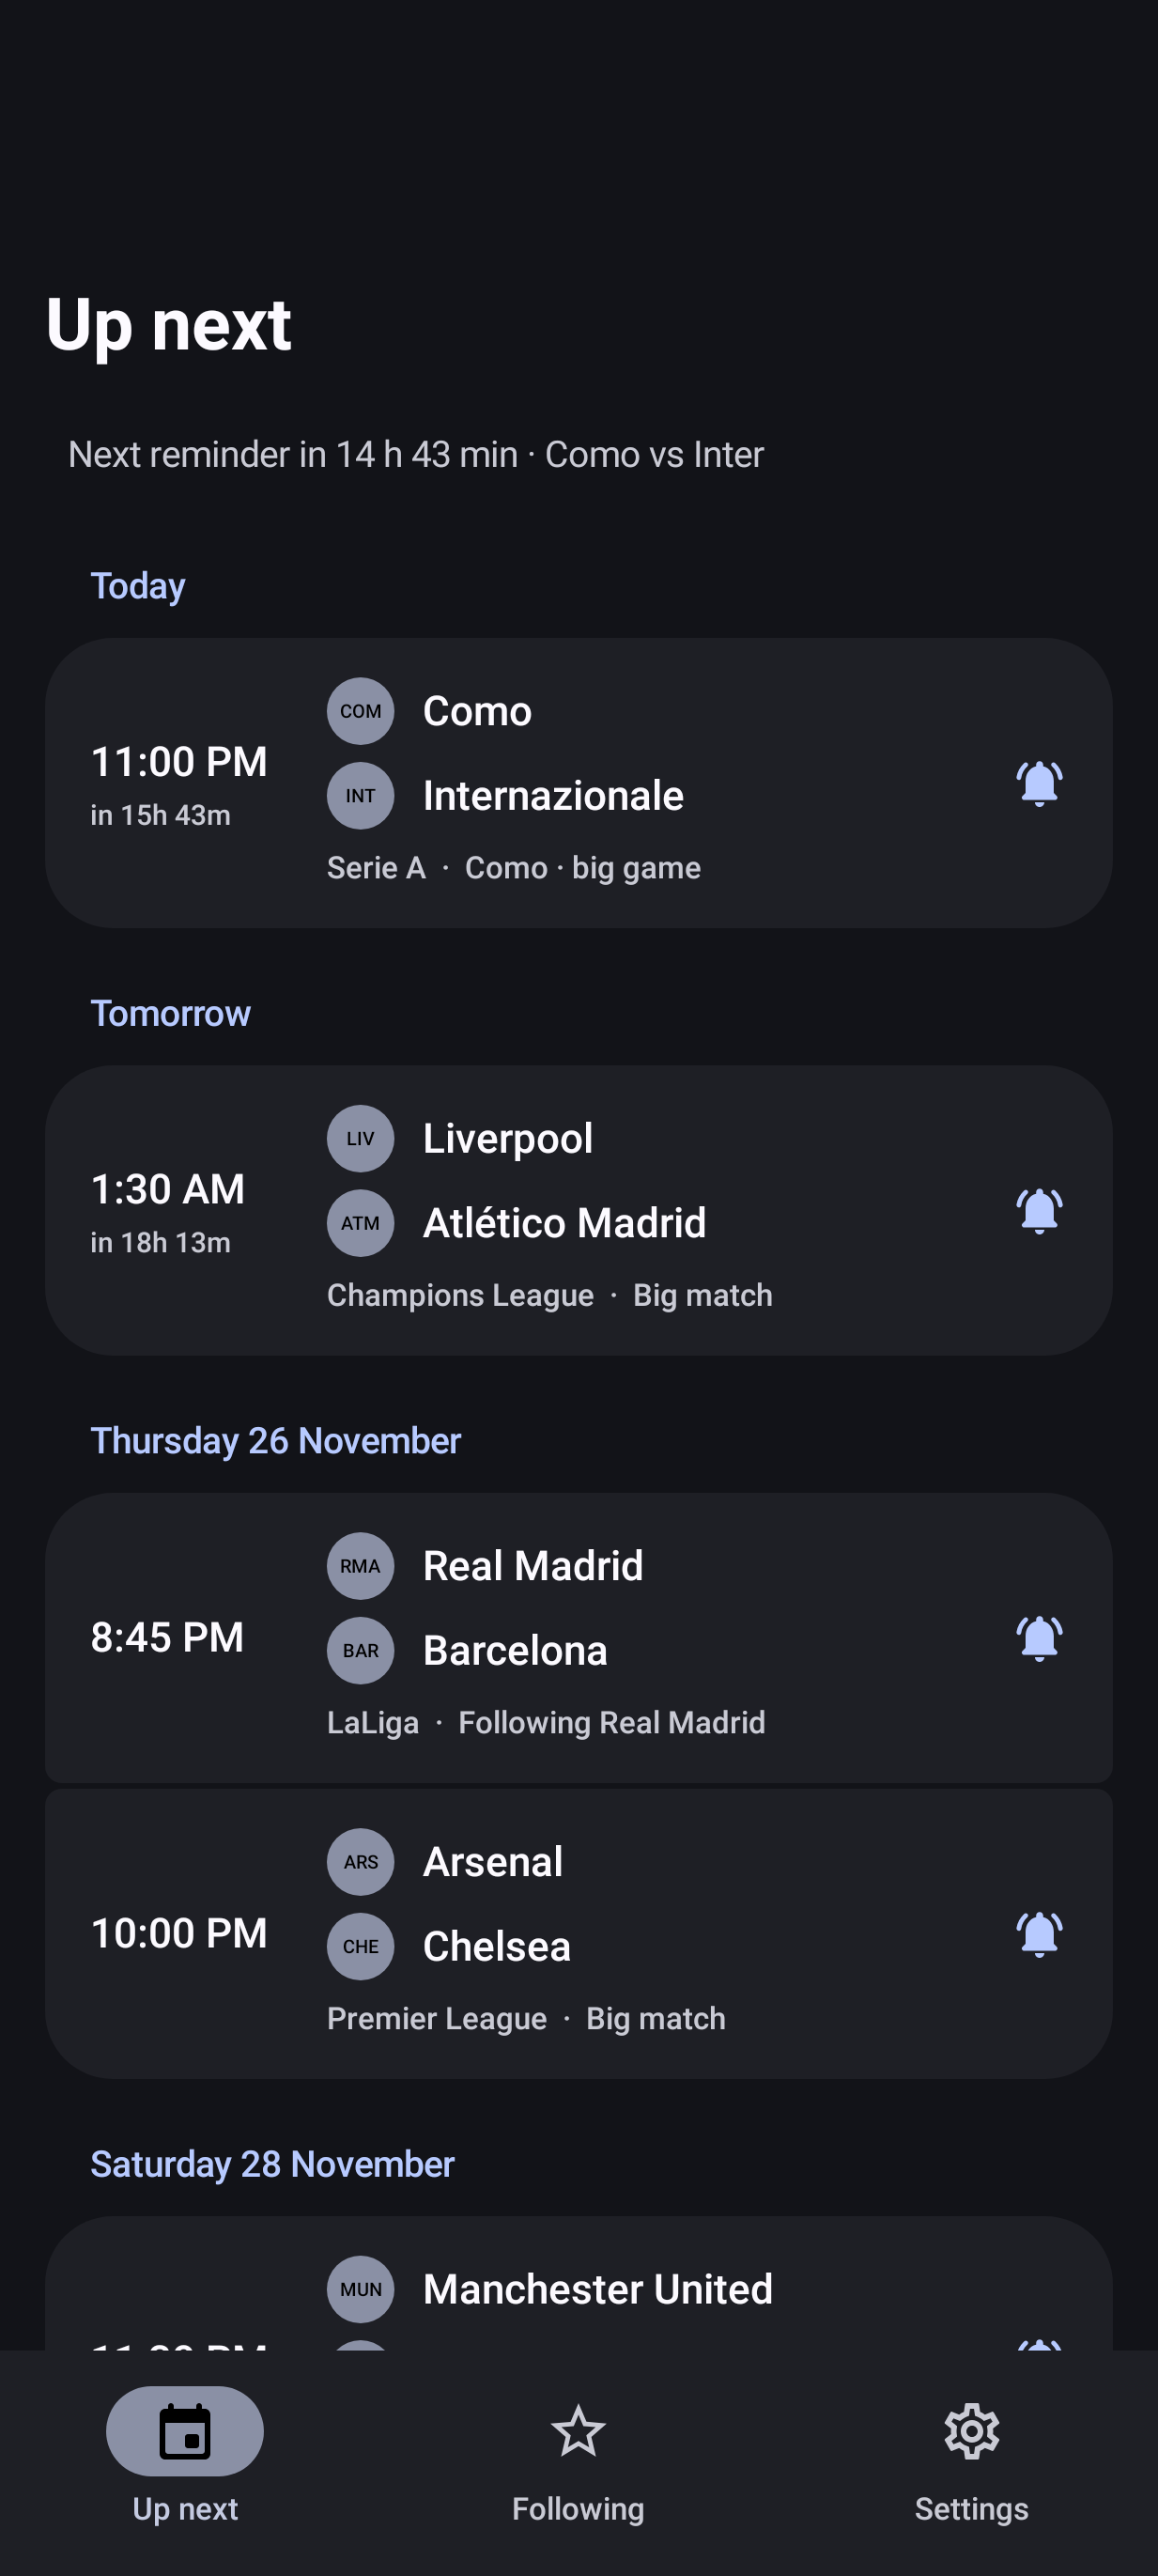 Up next
Next reminder in 14 h 43 min · Como vs Inter
Today
COM Como
11:00 PM
in 15h 43m
INT Internazionale
Serie A · Como · big game
Tomorrow
LIV Liverpool
1:30 AM
in 18h 13m
ATM Atlético Madrid
Champions League · Big match
Thursday 26 November
RMA Real Madrid
8:45 PM
BAR Barcelona
LaLiga · Following Real Madrid
ARS Arsenal
10:00 PM
CHE Chelsea
Premier League · Big match
Saturday 28 November
MUN Manchester United
Up next
Following
Settings